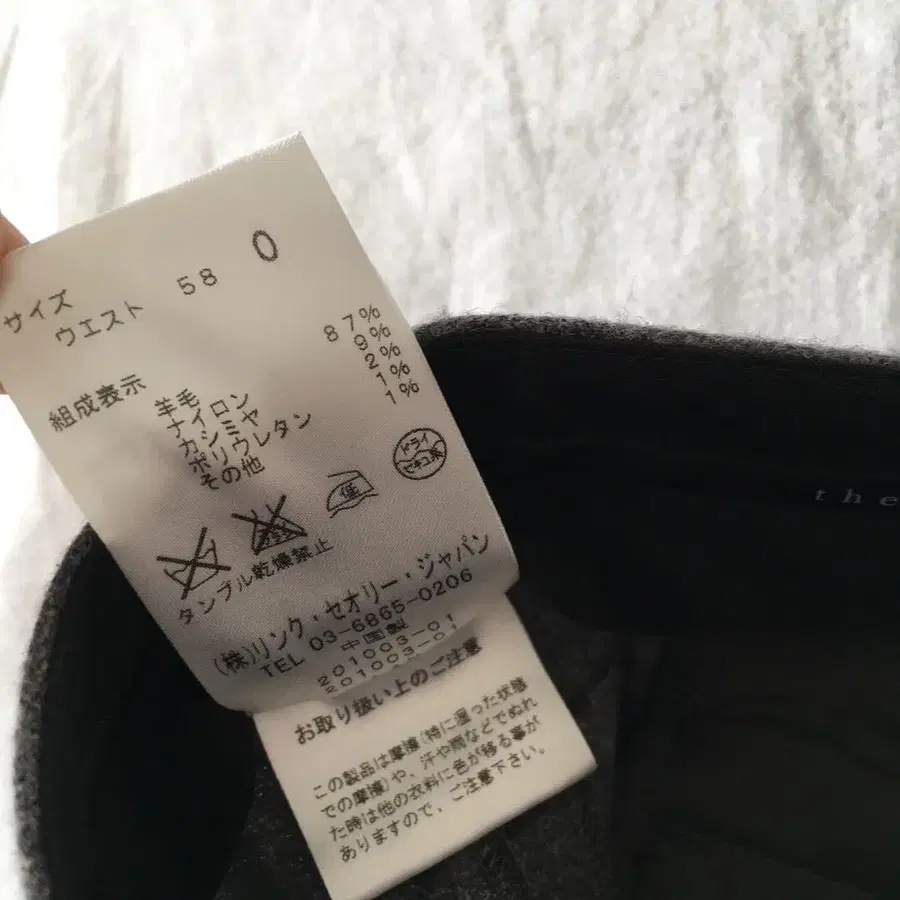 サイズ 0
ウエスト 58
組成表示
羊毛 87%
ナイロン 9%
カシミヤ 2%
ポリウレタン 1%
その他 1%
低
ドライ
セキユ系
タンブル乾燥禁止
(株)リンク・セオリー・ジャパン
TEL 03-6865-0206
中国製
201003-01
201003-01
お取り扱い上のご注意
この製品は摩擦(特に湿った状態
での摩擦)や、汗や雨などでぬれ
た時は他の衣料に色が移る事が
ありますので、ご注意下さい。
the